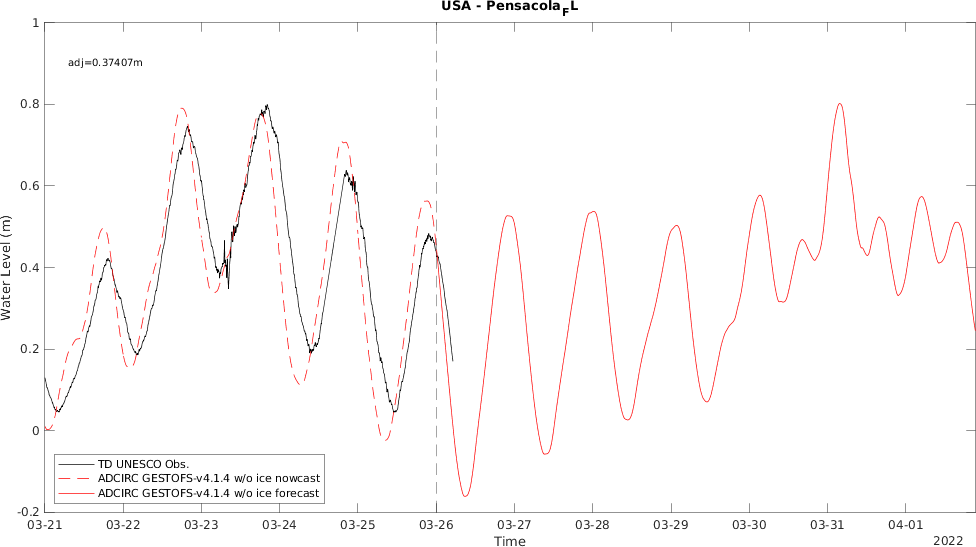 USA - Pensacola_FL
adj=0.37407m
1
0.8
0.6
0.4
0.2
0
-0.2
Water Level (m)
TD UNESCO Obs.
ADCIRC GESTOFS-v4.1.4 w/o ice nowcast
ADCIRC GESTOFS-v4.1.4 w/o ice forecast
03-21 03-22 03-23 03-24 03-25 03-26 03-27 03-28 03-29 03-30 03-31 04-01
Time
2022